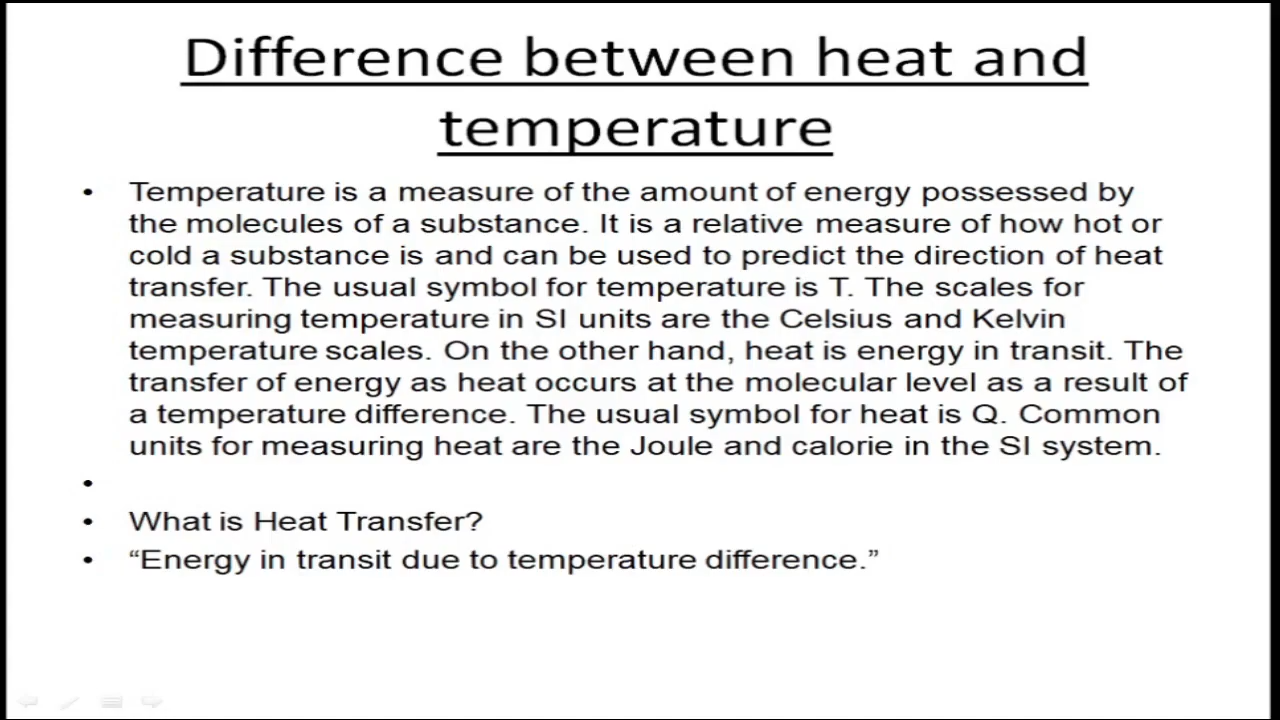 Difference between heat and
temperature
• Temperature is a measure of the amount of energy possessed by
the molecules of a substance. It is a relative measure of how hot or
cold a substance is and can be used to predict the direction of heat
transfer. The usual symbol for temperature is T. The scales for
measuring temperature in SI units are the Celsius and Kelvin
temperature scales. On the other hand, heat is energy in transit. The
transfer of energy as heat occurs at the molecular level as a result of
a temperature difference. The usual symbol for heat is Q. Common
units for measuring heat are the Joule and calorie in the SI system.
•
• What is Heat Transfer?
• “Energy in transit due to temperature difference.”